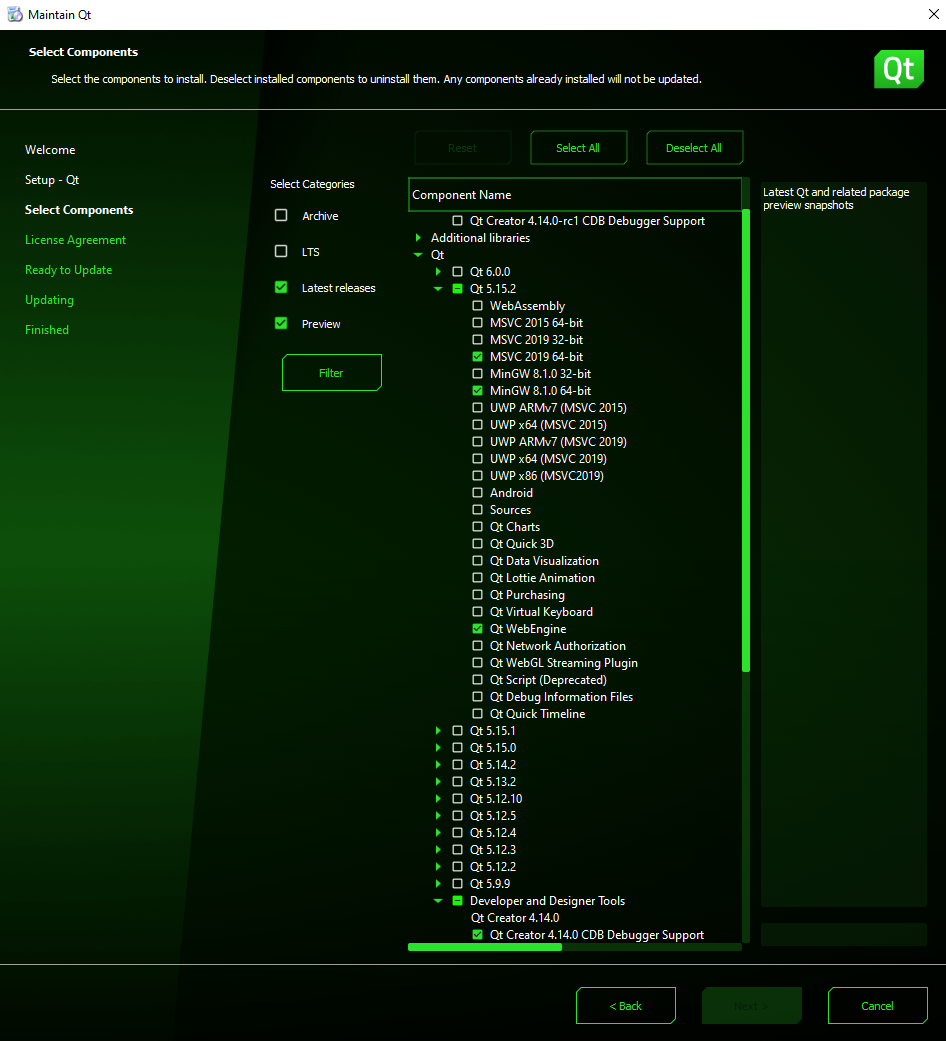 Maintain Qt
Select Components
Select the components to install. Deselect installed components to uninstall them. Any components already installed will not be updated.
Qt
Welcome
Setup - Qt
Select Components
License Agreement
Ready to Update
Updating
Finished
Select Categories
Archive
LTS
Latest releases
Preview
Filter
Reset
Select All
Deselect All
Component Name
Qt Creator 4.14.0-rc1 CDB Debugger Support
Additional libraries
Qt
Qt 6.0.0
Qt 5.15.2
WebAssembly
MSVC 2015 64-bit
MSVC 2019 32-bit
MSVC 2019 64-bit
MinGW 8.1.0 32-bit
MinGW 8.1.0 64-bit
UWP ARMv7 (MSVC 2015)
UWP x64 (MSVC 2015)
UWP ARMv7 (MSVC 2019)
UWP x64 (MSVC 2019)
UWP x86 (MSVC2019)
Android
Sources
Qt Charts
Qt Quick 3D
Qt Data Visualization
Qt Lottie Animation
Qt Purchasing
Qt Virtual Keyboard
Qt WebEngine
Qt Network Authorization
Qt WebGL Streaming Plugin
Qt Script (Deprecated)
Qt Debug Information Files
Qt Quick Timeline
Qt 5.15.1
Qt 5.15.0
Qt 5.14.2
Qt 5.13.2
Qt 5.12.10
Qt 5.12.5
Qt 5.12.4
Qt 5.12.3
Qt 5.12.2
Qt 5.9.9
Developer and Designer Tools
Qt Creator 4.14.0
Qt Creator 4.14.0 CDB Debugger Support
Latest Qt and related package
preview snapshots
< Back
Next >
Cancel